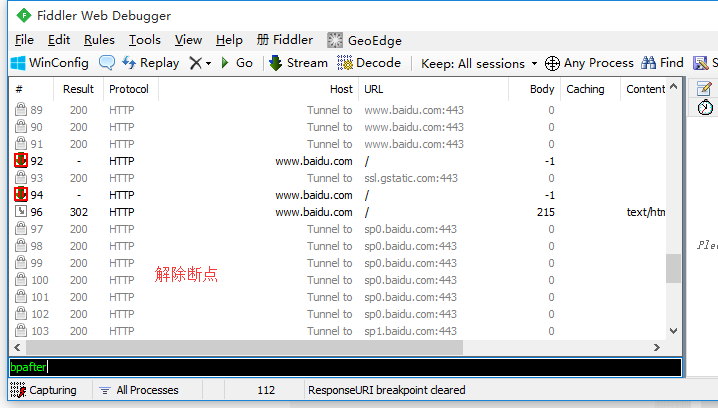 Fiddler Web Debugger
File Edit Rules Tools View Help 册 Fiddler GeoEdge
WinConfig Replay Go Stream Decode Keep: All sessions Any Process Find S
# Result Protocol Host URL Body Caching Content
89 200 HTTP Tunnel to www.baidu.com:443 0
90 200 HTTP Tunnel to www.baidu.com:443 0
91 200 HTTP Tunnel to www.baidu.com:443 0
92 - HTTP www.baidu.com / -1
93 200 HTTP Tunnel to ssl.gstatic.com:443 0
94 - HTTP www.baidu.com / -1
96 302 HTTP www.baidu.com / 215 text/htm
97 200 HTTP Tunnel to sp0.baidu.com:443 0
98 200 HTTP Tunnel to sp0.baidu.com:443 0
Plea
99 200 HTTP Tunnel to sp0.baidu.com:443 0
100 200 HTTP Tunnel to sp0.baidu.com:443 0
解除断点
101 200 HTTP Tunnel to sp0.baidu.com:443 0
102 200 HTTP Tunnel to sp0.baidu.com:443 0
103 200 HTTP Tunnel to sp1.baidu.com:443 0
bpafter
Capturing All Processes 112 ResponseURI breakpoint cleared